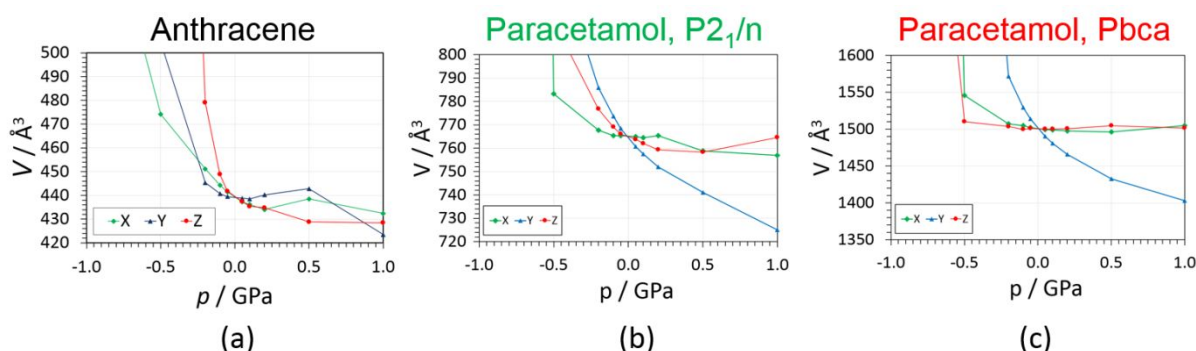 Anthracene
500
490
480
470
460
450
440
430
420
V / Å³
X Y Z
-1.0 -0.5 0.0 0.5 1.0
p / GPa
(a)
Paracetamol, P2₁/n
800
790
780
770
760
750
740
730
720
V / Å³
X Y Z
-1.0 -0.5 0.0 0.5 1.0
p / GPa
(b)
Paracetamol, Pbca
1600
1550
1500
1450
1400
1350
V / Å³
X Y Z
-1.0 -0.5 0.0 0.5 1.0
p / GPa
(c)